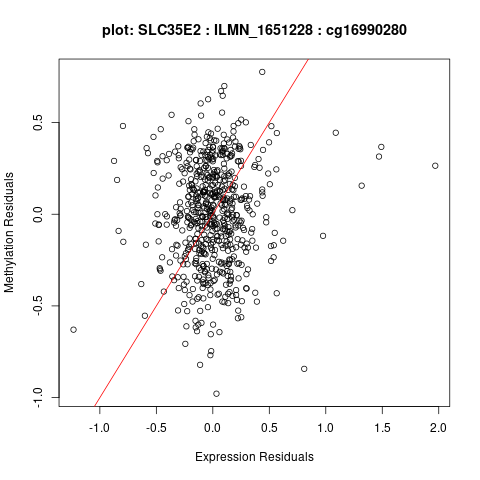 plot: SLC35E2 : ILMN_1651228 : cg16990280
Methylation Residuals
0.5
0.0
-0.5
-1.0
-1.0 -0.5 0.0 0.5 1.0 1.5 2.0
Expression Residuals